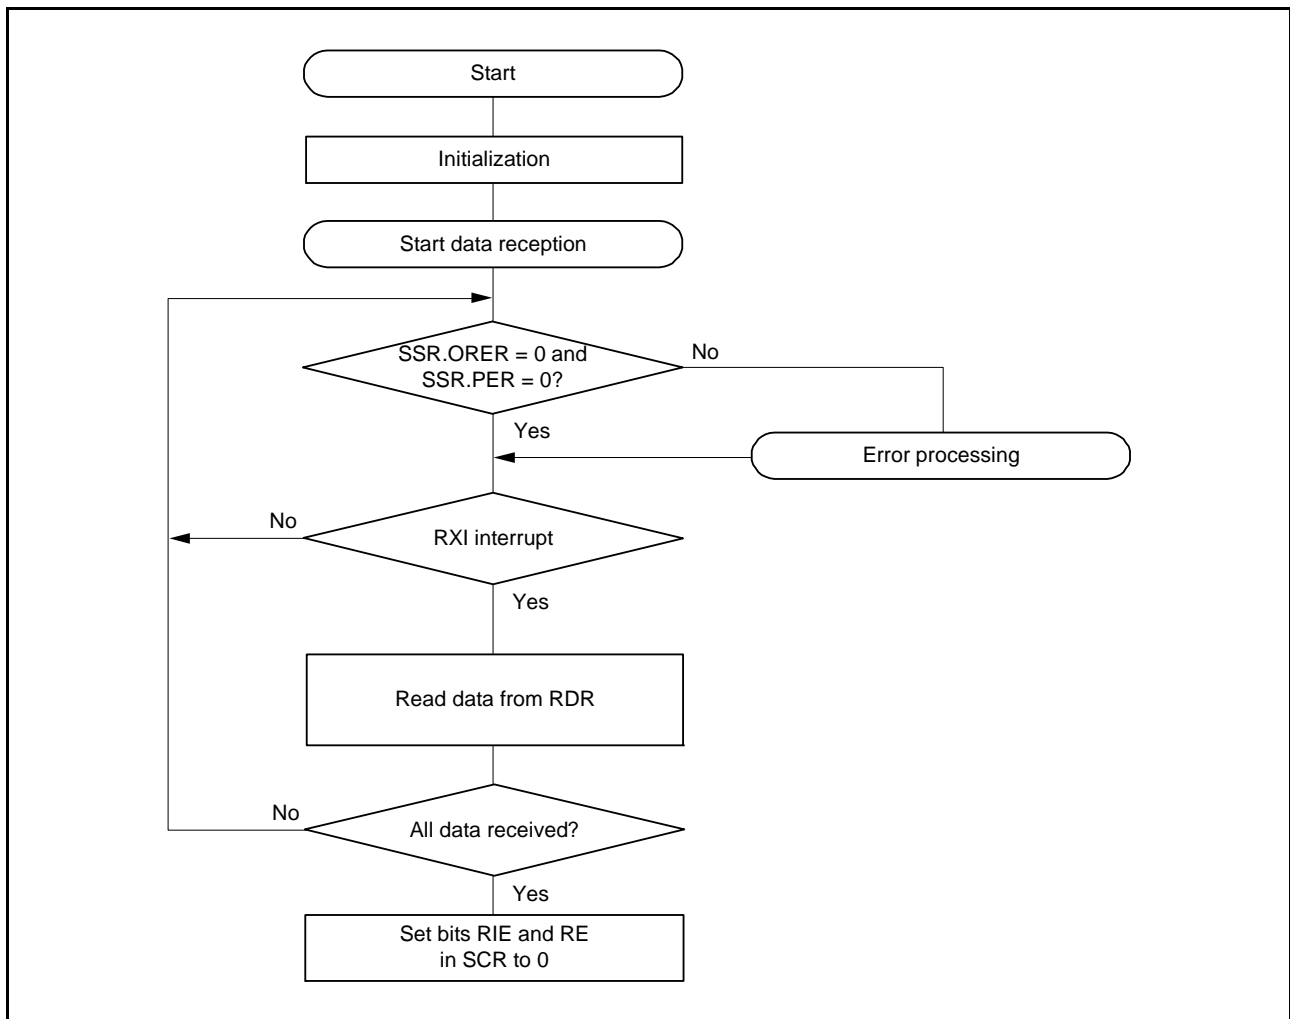 Start
Initialization
Start data reception
SSR.ORER = 0 and
SSR.PER = 0?
No
Yes
Error processing
No
RXI interrupt
Yes
Read data from RDR
No
All data received?
Yes
Set bits RIE and RE
in SCR to 0